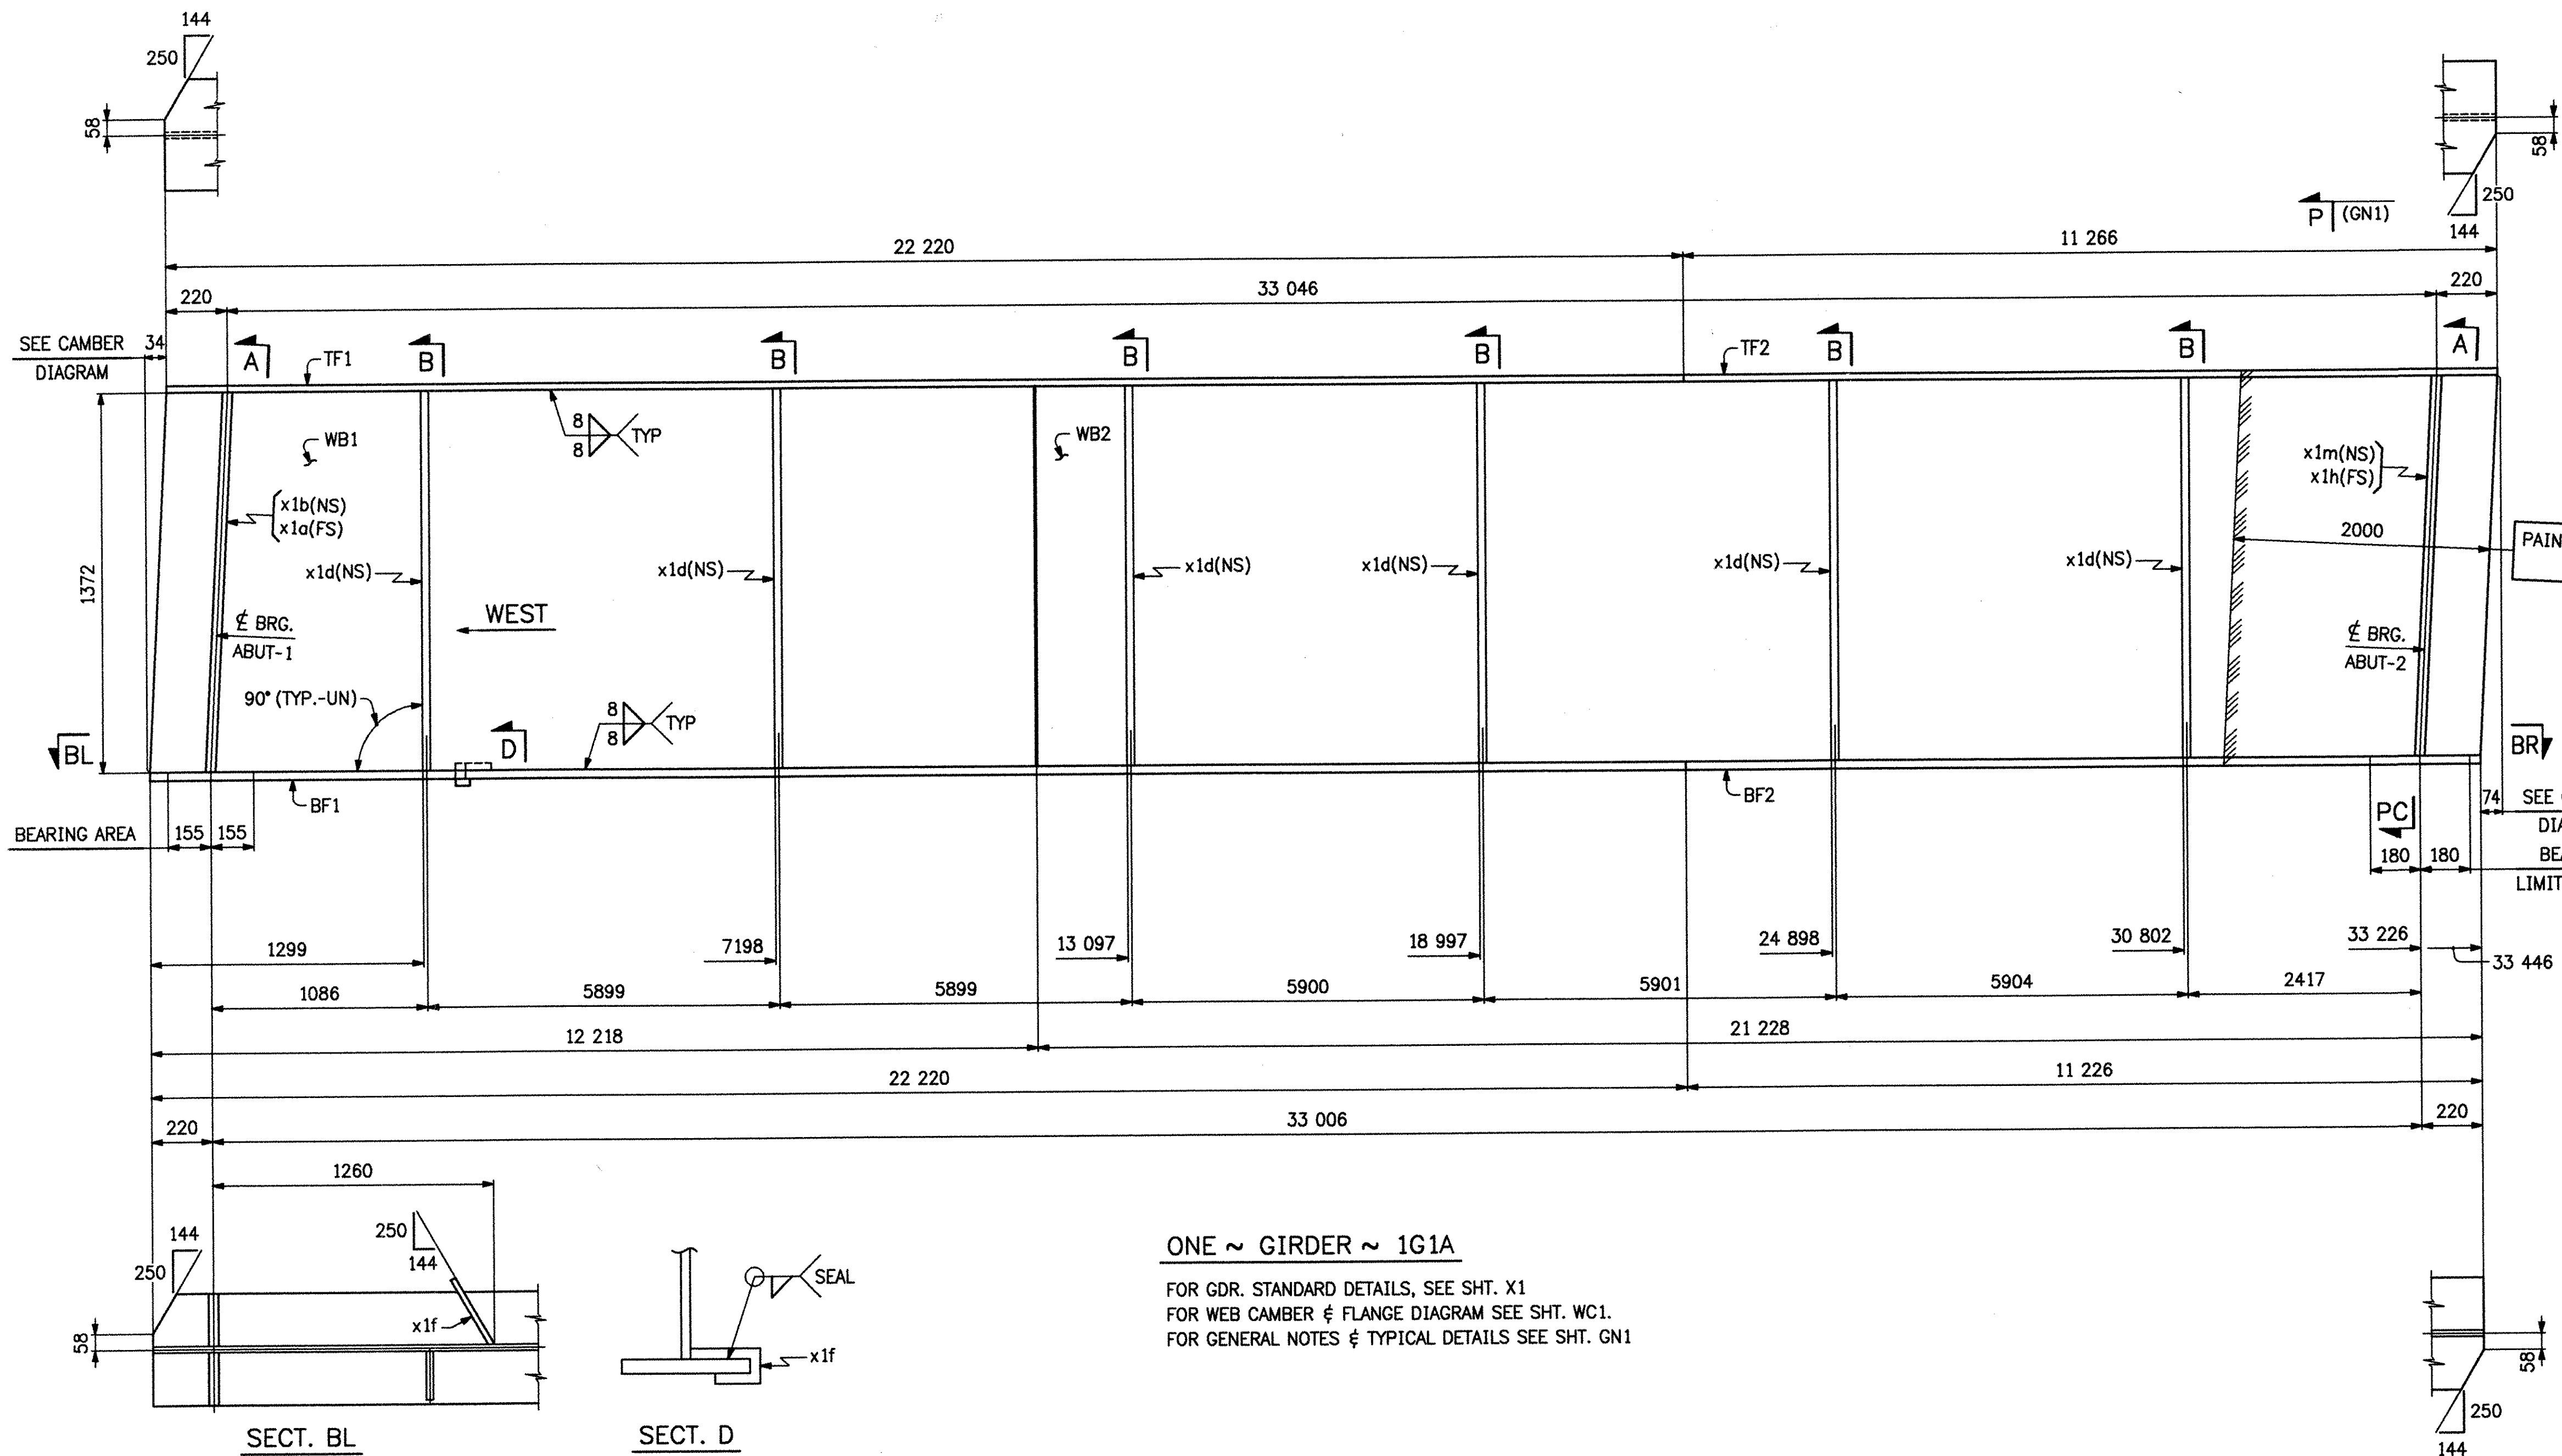 144
250
58
58
250
144
P (GN1)
22 220
11 266
220
33 046
220
SEE CAMBER
DIAGRAM
34
A
B
B
B
B
B
B
A
TF1
TF2
8
8
TYP
WB1
WB2
x1b(NS)
x1a(FS)
x1m(NS)
x1h(FS)
2000
PAIN
x1d(NS)
x1d(NS)
x1d(NS)
x1d(NS)
x1d(NS)
x1d(NS)
1372
WEST
℄ BRG.
ABUT-1
℄ BRG.
ABUT-2
90° (TYP.-UN)
8
8
TYP
BL
D
BR
BF1
BF2
BEARING AREA
155
155
PC
74
SEE
DIA
180
180
BE
LIMIT
1299
7198
13 097
18 997
24 898
30 802
33 226
33 446
1086
5899
5899
5900
5901
5904
2417
12 218
21 228
22 220
11 226
220
33 006
220
1260
144
250
250
144
x1f
58
SECT. BL
SEAL
x1f
SECT. D
ONE ~ GIRDER ~ 1G1A
FOR GDR. STANDARD DETAILS, SEE SHT. X1
FOR WEB CAMBER & FLANGE DIAGRAM SEE SHT. WC1.
FOR GENERAL NOTES & TYPICAL DETAILS SEE SHT. GN1
58
250
144